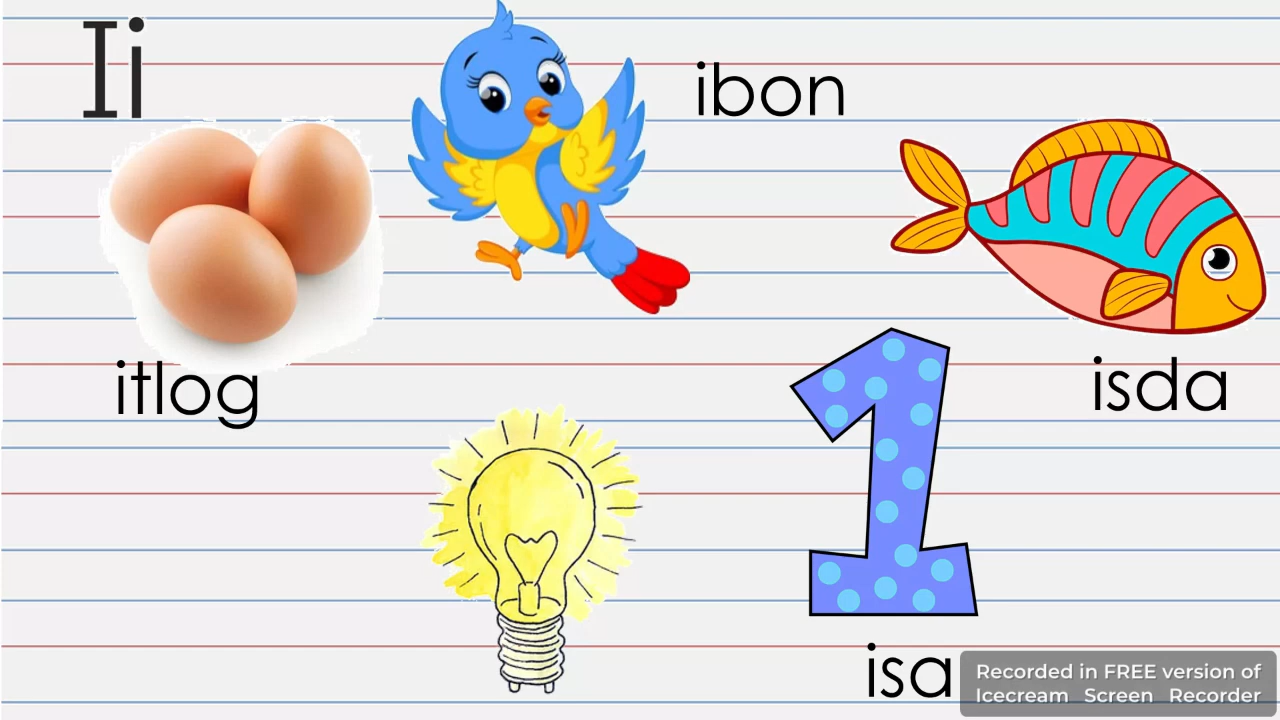 Ii
ibon
itlog
isda
isa
Recorded in FREE version of
Icecream Screen Recorder